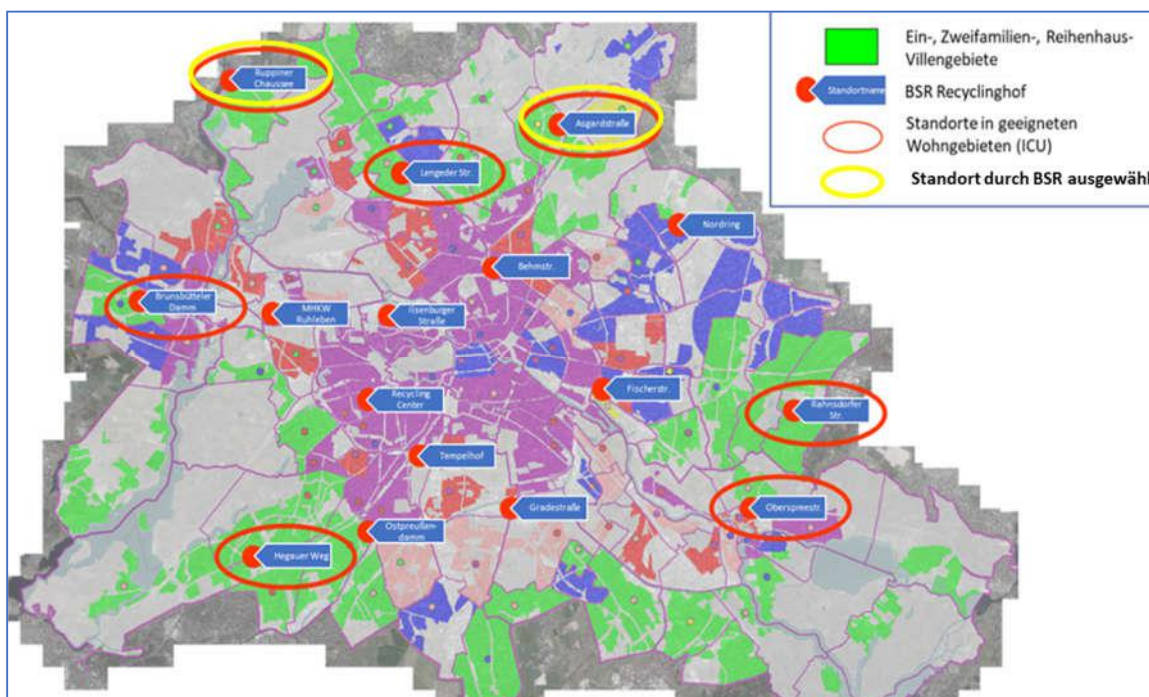 Ein-, Zweifamilien-, Reihenhaus-
Villengebiete
Standortname
BSR Recyclinghof
Standorte in geeigneten
Wohngebieten (ICU)
Standort durch BSR ausgewähl
Ruppiner
Chaussee
Asgardstraße
Lengeder Str.
Nordring
Behmstr.
Brunsbütteler
Damm
MHKW
Ruhleben
Ilsenburger
Straße
Recycling
Center
Fischerstr.
Rahnsdorfer
Str.
Tempelhof
Gradestraße
Oberspreestr.
Ostpreußen-
damm
Hegauer Weg